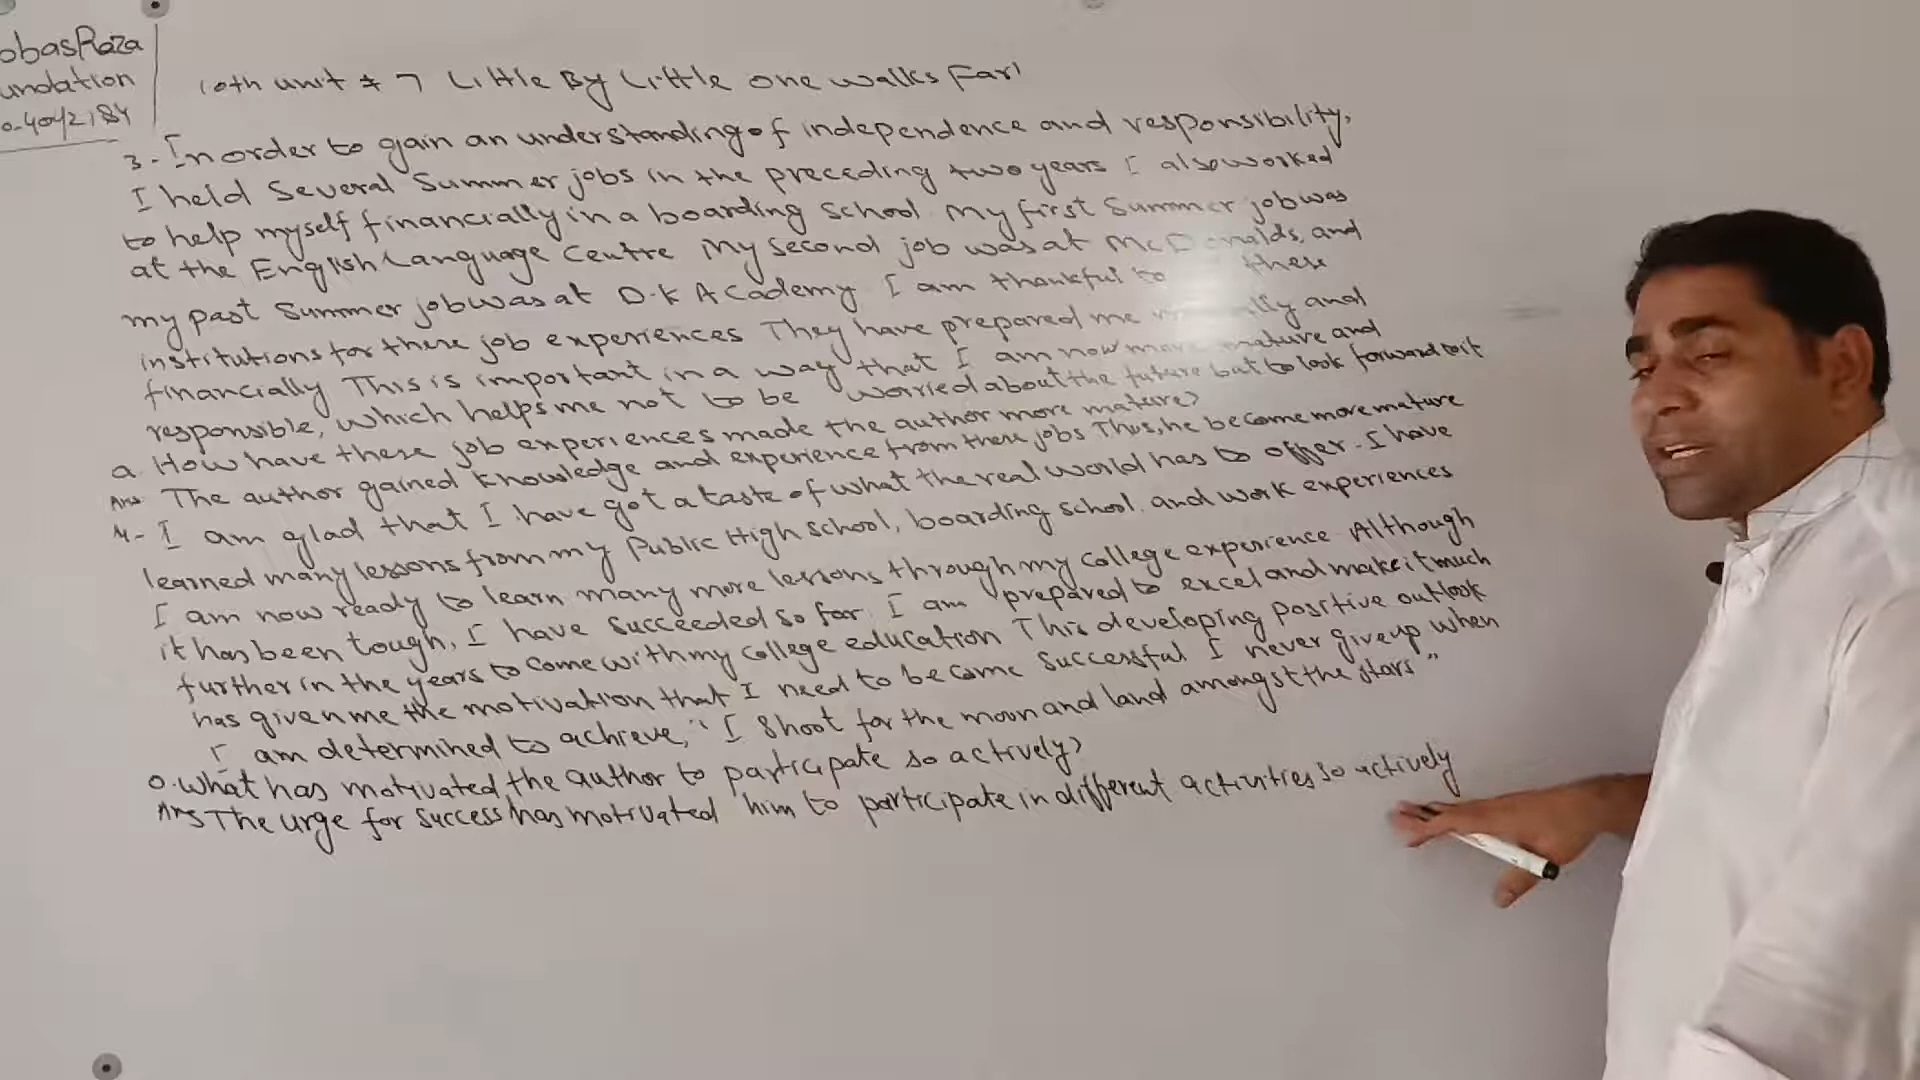 obasRaza
undation
0-4042184
10th unit # 7 Little By Little one walks Far!
3- In order to gain an understanding of independence and responsibility,
I held several summer jobs in the preceding two years I also worked
to help myself financially in a boarding school. My first summer job was
at the English Language Centre My second job was at McDonalds, and
my past summer job was at D.K Academy I am thankful to these
institutions for these job experiences They have prepared me and
financially This is important in a way that I am now more mature and
responsible, which helps me not to be worried about the future but to look forward to it
a. How have these job experiences made the author more mature?
Ans The author gained knowledge and experience from these jobs Thus, he become more mature
4- I am glad that I have got a taste of what the real world has to offer. I have
learned many lessons from my Public High school, boarding school, and work experiences
I am now ready to learn many more lessons through my college experience Although
it has been tough, I have succeeded so far. I am prepared to excel and make it much
further in the years to come with my college education This developing positive outlook
has given me the motivation that I need to become successful I never give up when
I am determined to achieve, "I shoot for the moon and land amongst the stars"
o. What has motivated the author to participate so actively?
Ans The urge for success has motivated him to participate in different activities so actively